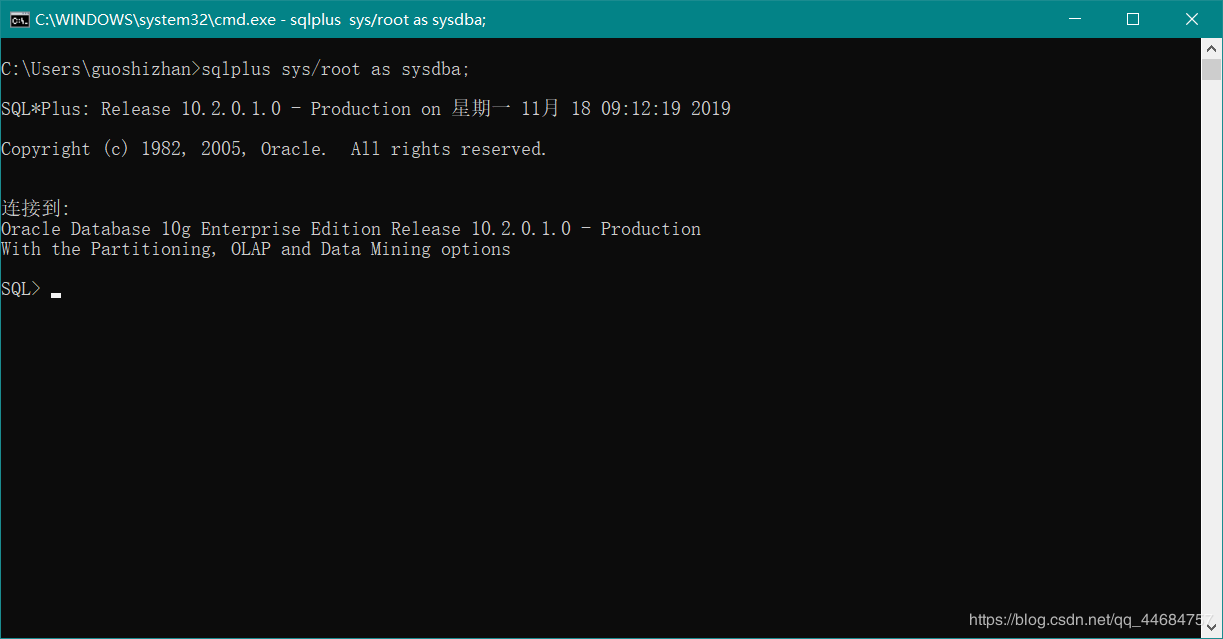 C:\WINDOWS\system32\cmd.exe - sqlplus  sys/root as sysdba;
C:\Users\guoshizhan>sqlplus sys/root as sysdba;
SQL*Plus: Release 10.2.0.1.0 - Production on 星期一 11月 18 09:12:19 2019
Copyright (c) 1982, 2005, Oracle.  All rights reserved.
连接到:
Oracle Database 10g Enterprise Edition Release 10.2.0.1.0 - Production
With the Partitioning, OLAP and Data Mining options
SQL>
https://blog.csdn.net/qq_44684757